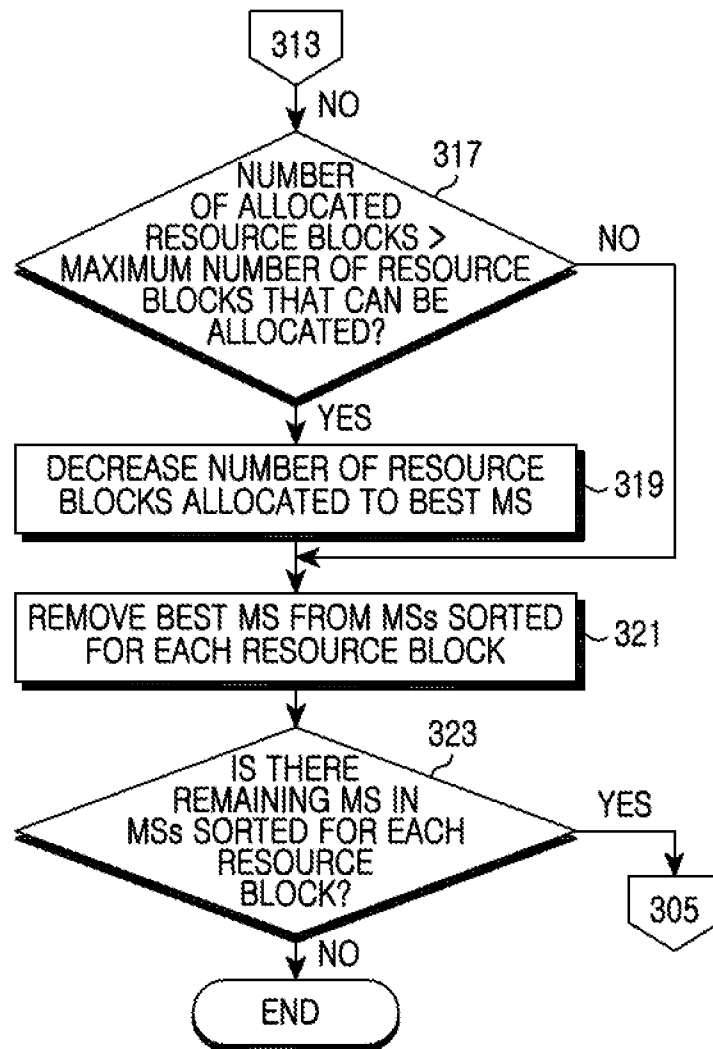 313
NO
317
NUMBER
OF ALLOCATED
RESOURCE BLOCKS >
MAXIMUM NUMBER OF RESOURCE
BLOCKS THAT CAN BE
ALLOCATED?
NO
YES
DECREASE NUMBER OF RESOURCE
BLOCKS ALLOCATED TO BEST MS
319
REMOVE BEST MS FROM MSs SORTED
FOR EACH RESOURCE BLOCK
321
323
IS THERE
REMAINING MS IN
MSs SORTED FOR EACH
RESOURCE
BLOCK?
YES
305
NO
END